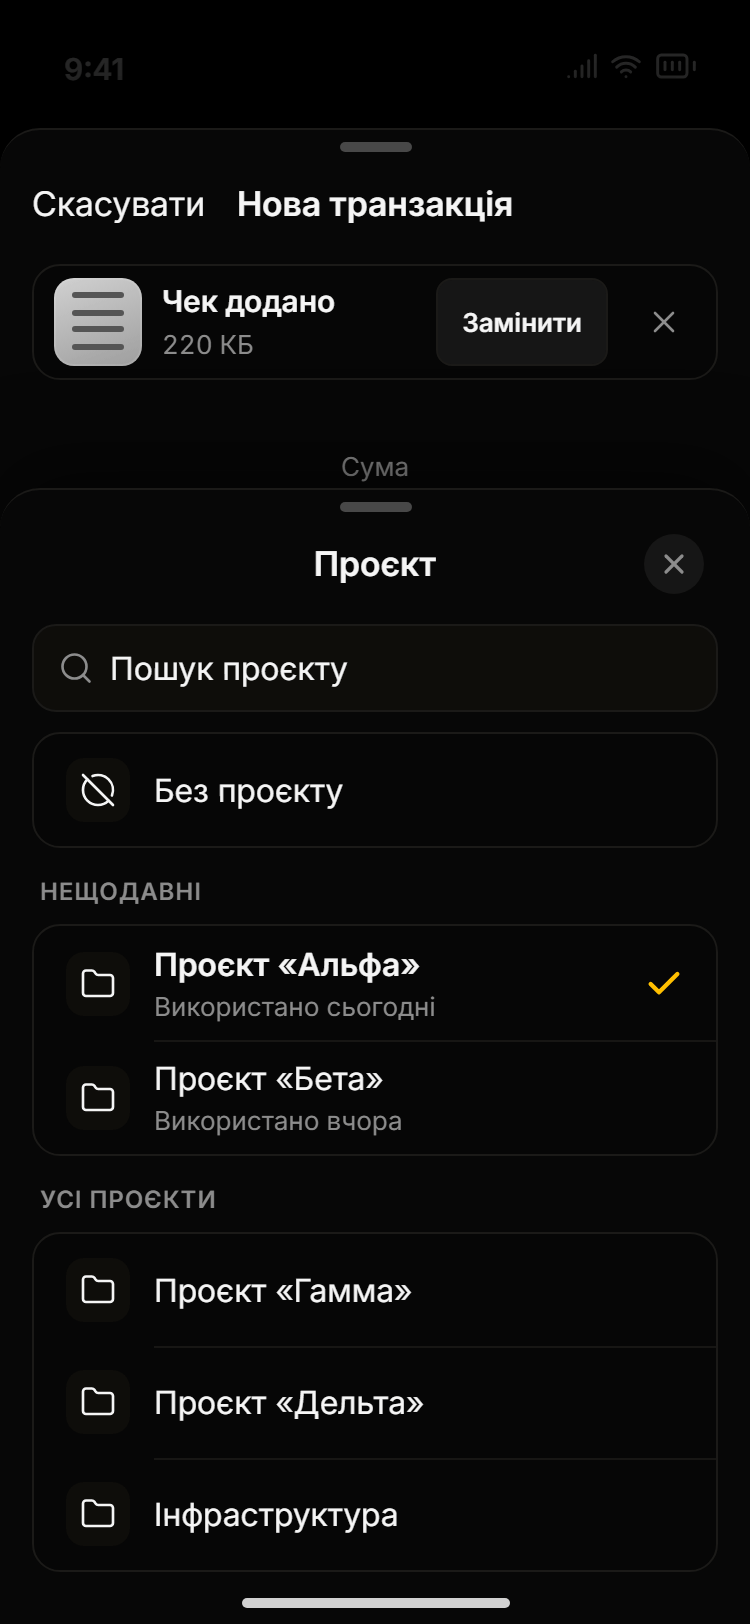 9:41
Скасувати Нова транзакція
Чек додано
220 КБ
Замінити
Сума
Проєкт
Пошук проєкту
Без проєкту
НЕЩОДАВНІ
Проєкт «Альфа»
Використано сьогодні
Проєкт «Бета»
Використано вчора
УСІ ПРОЄКТИ
Проєкт «Гамма»
Проєкт «Дельта»
Інфраструктура